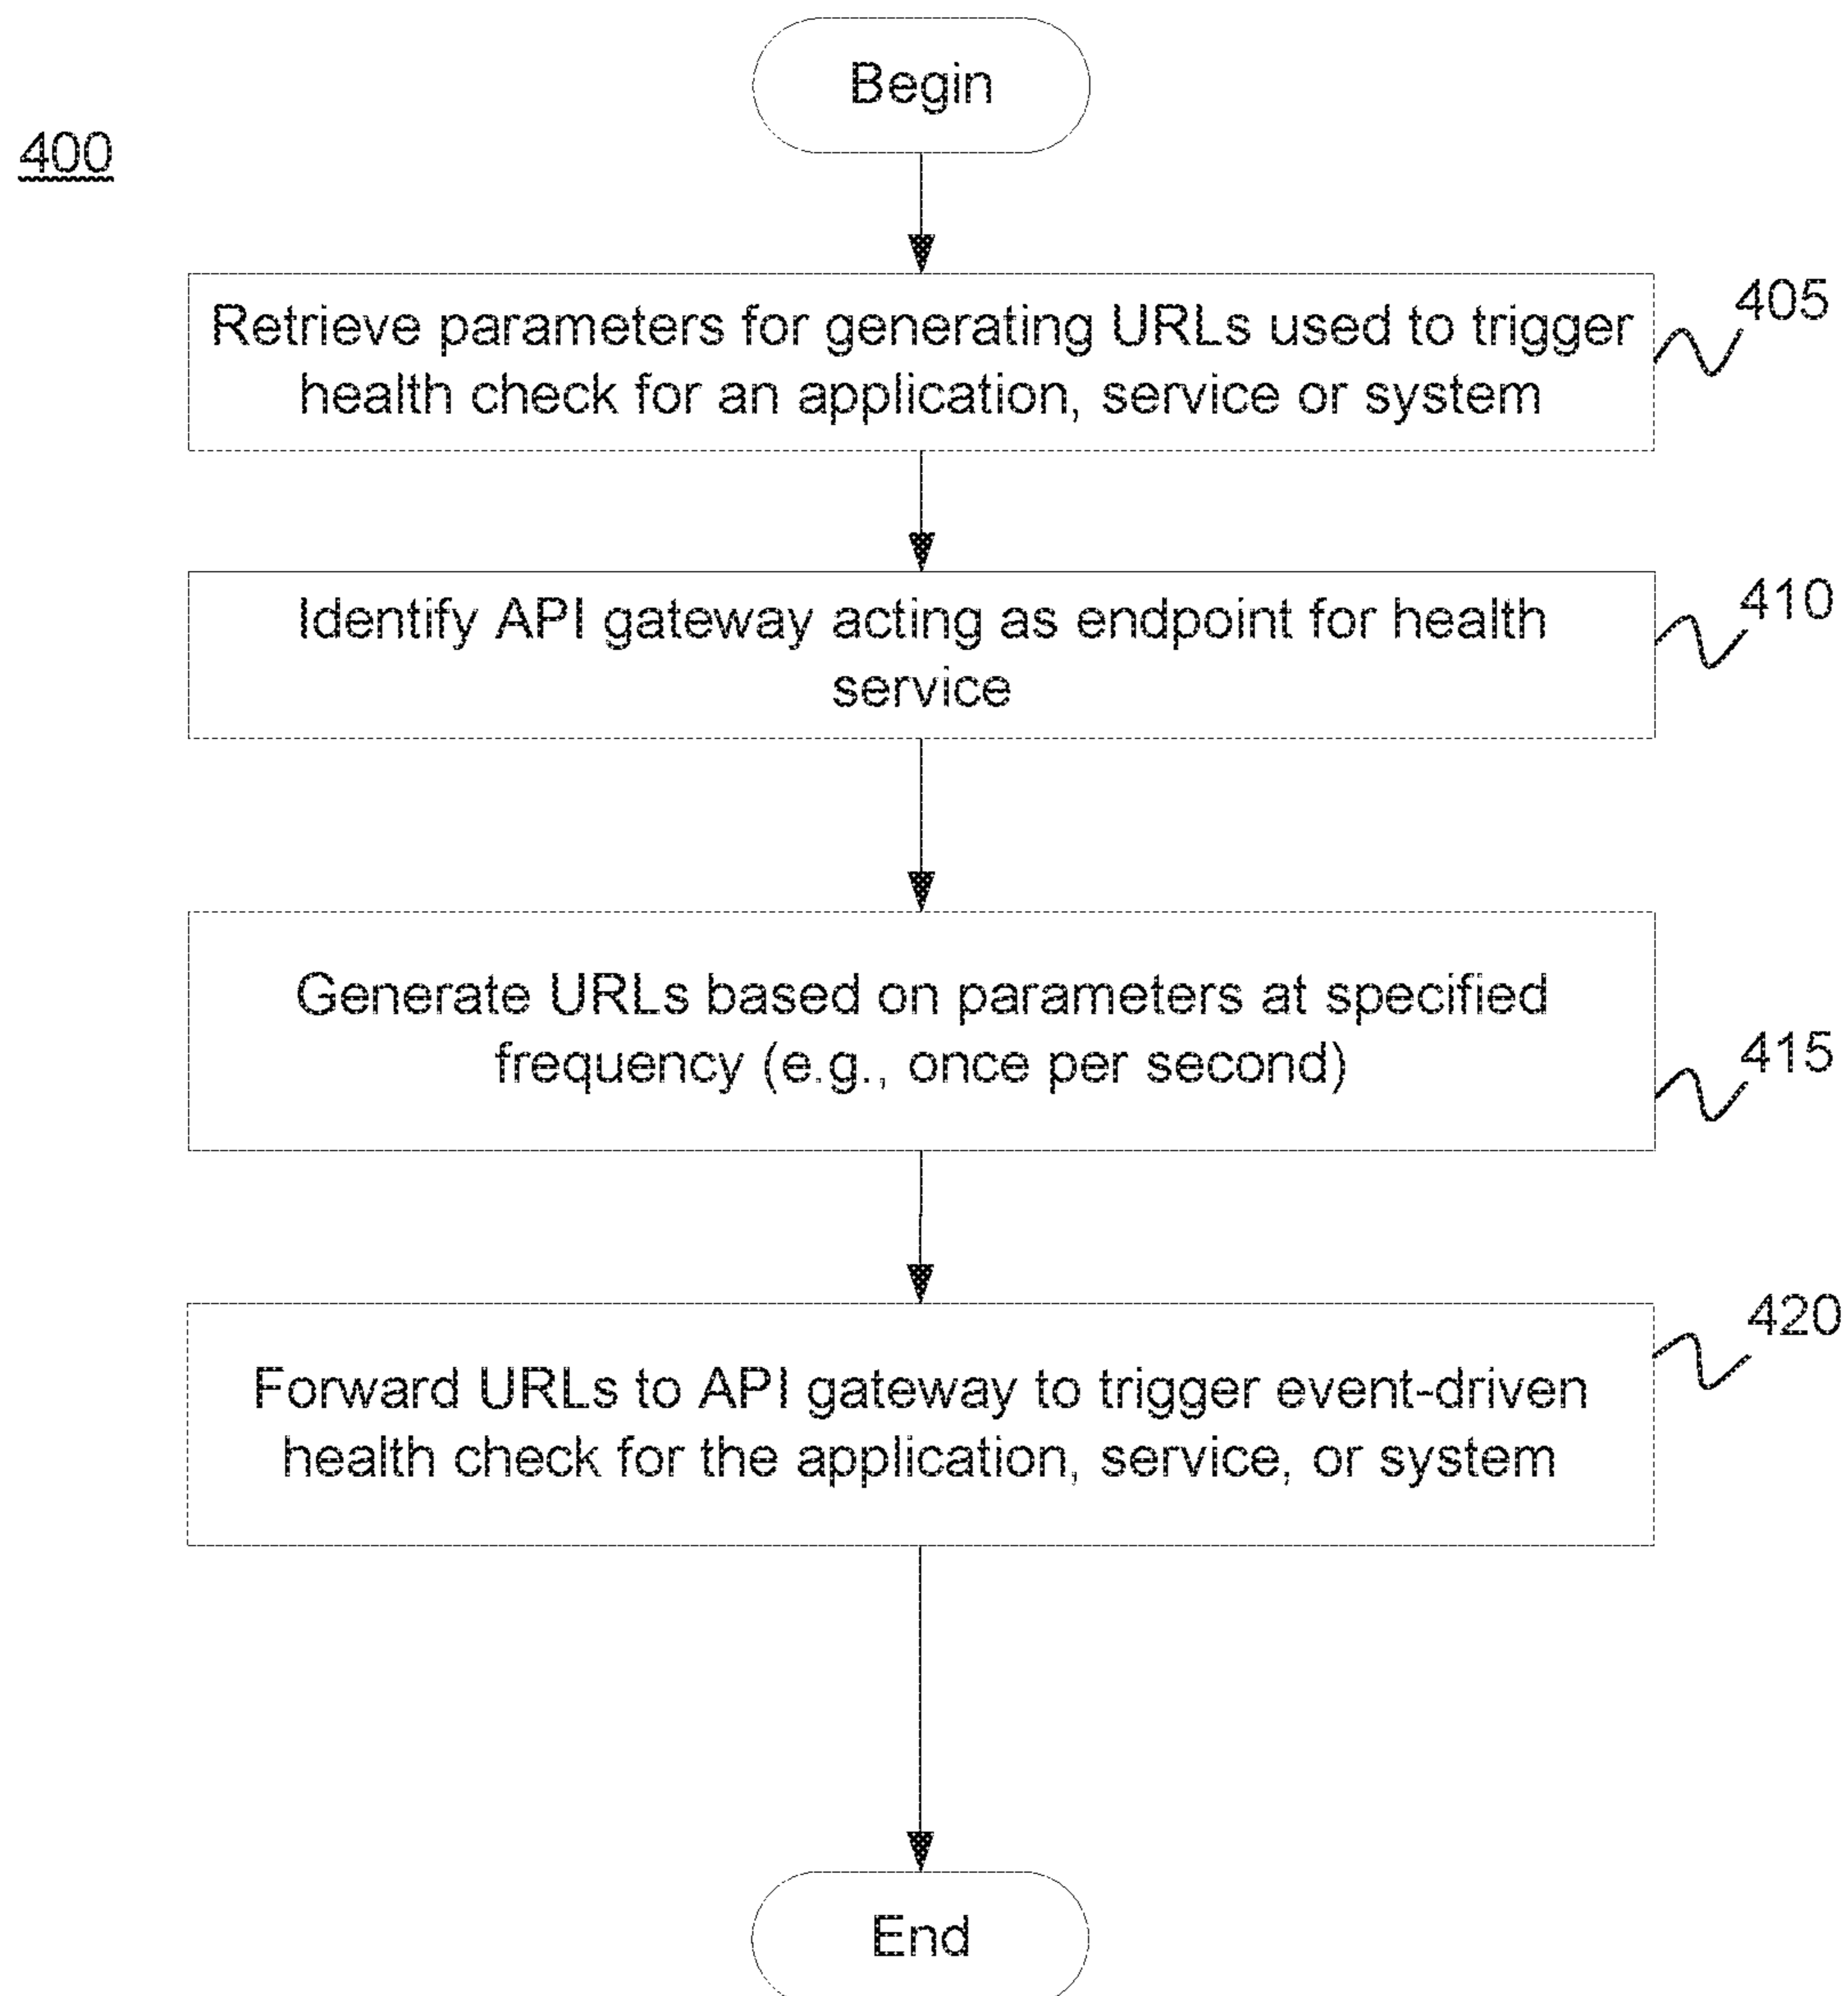 Begin
400
Retrieve parameters for generating URLs used to trigger
health check for an application, service or system
405
Identify API gateway acting as endpoint for health
service
410
Generate URLs based on parameters at specified
frequency (e.g., once per second)
415
Forward URLs to API gateway to trigger event-driven
health check for the application, service, or system
420
End